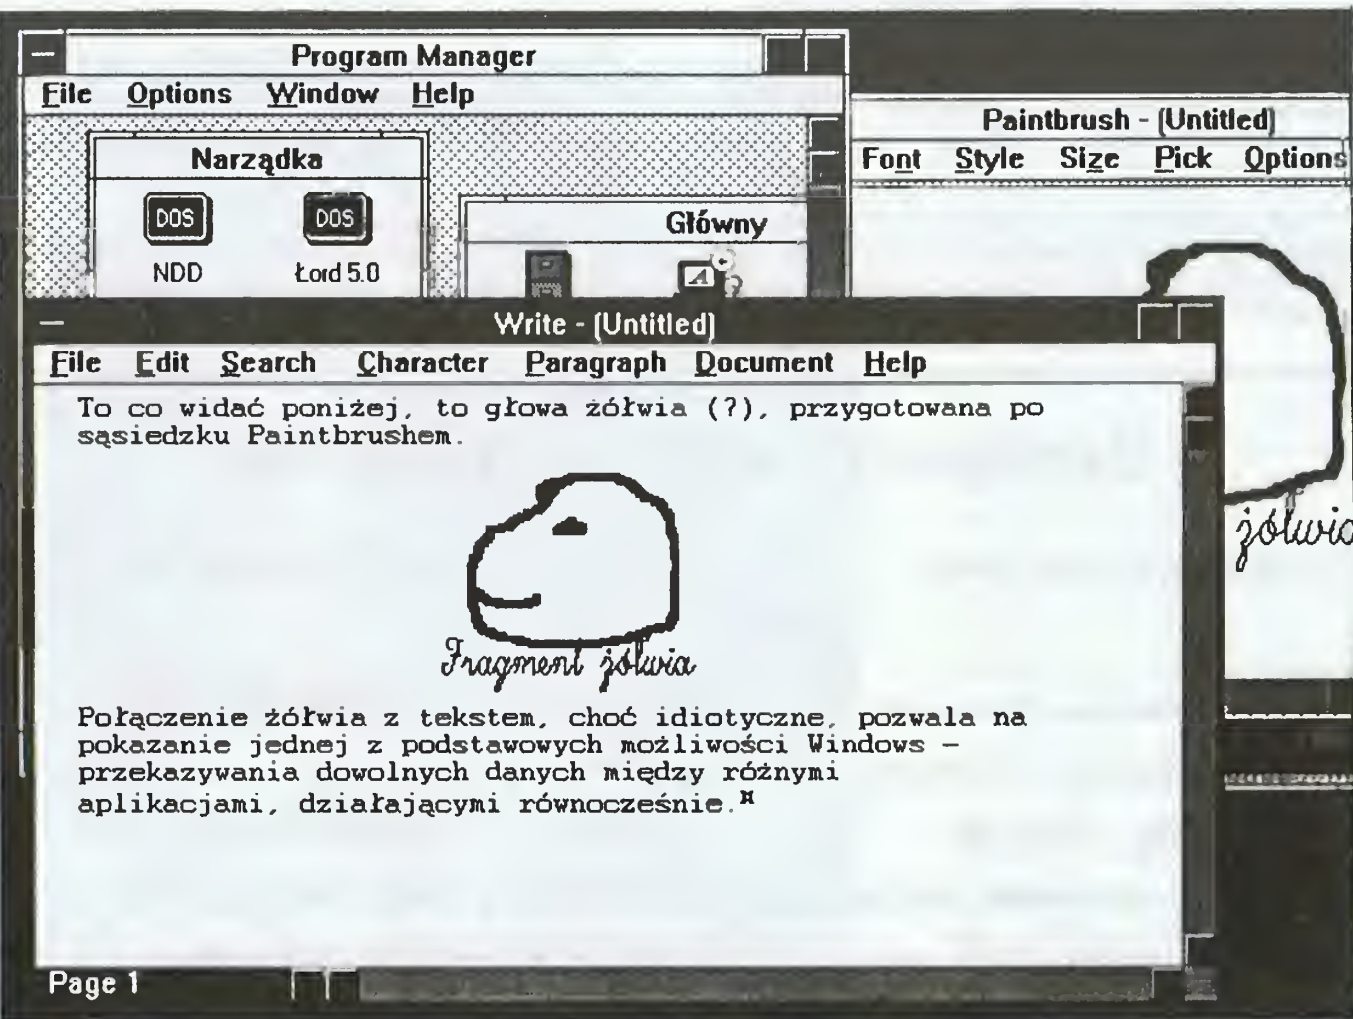 Program Manager
File Options Window Help
Narządka
DOS DOS
NDD Łord 5.0
Główny
A
Paintbrush - (Untitled)
Font Style Size Pick Options
żółwia
Write - (Untitled)
File Edit Search Character Paragraph Document Help
To co widać poniżej, to głowa żółwia (?), przygotowana po
sąsiedzku Paintbrushem.
Fragment żółwia
Połączenie żółwia z tekstem, choć idiotyczne, pozwala na
pokazanie jednej z podstawowych możliwości Windows –
przekazywania dowolnych danych między różnymi
aplikacjami, działającymi równocześnie.¤
Page 1